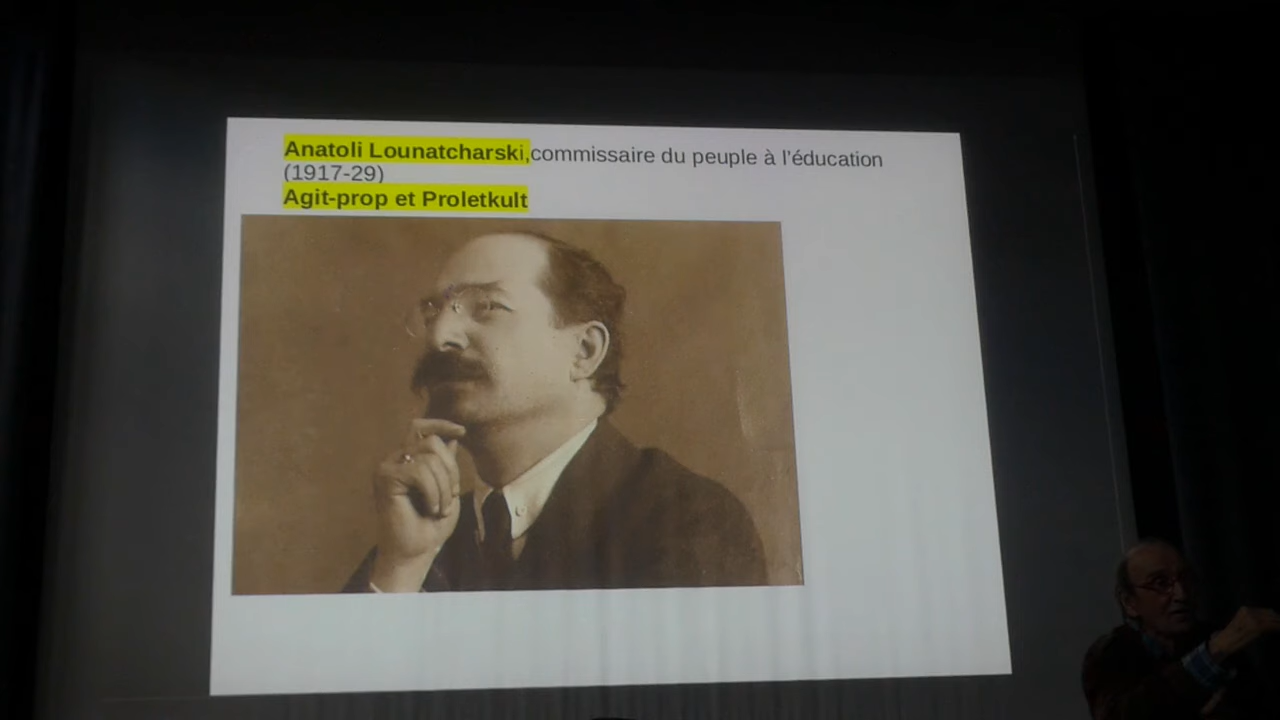 Anatoli Lounatcharski,commissaire du peuple à l'éducation
(1917-29)
Agit-prop et Proletkult